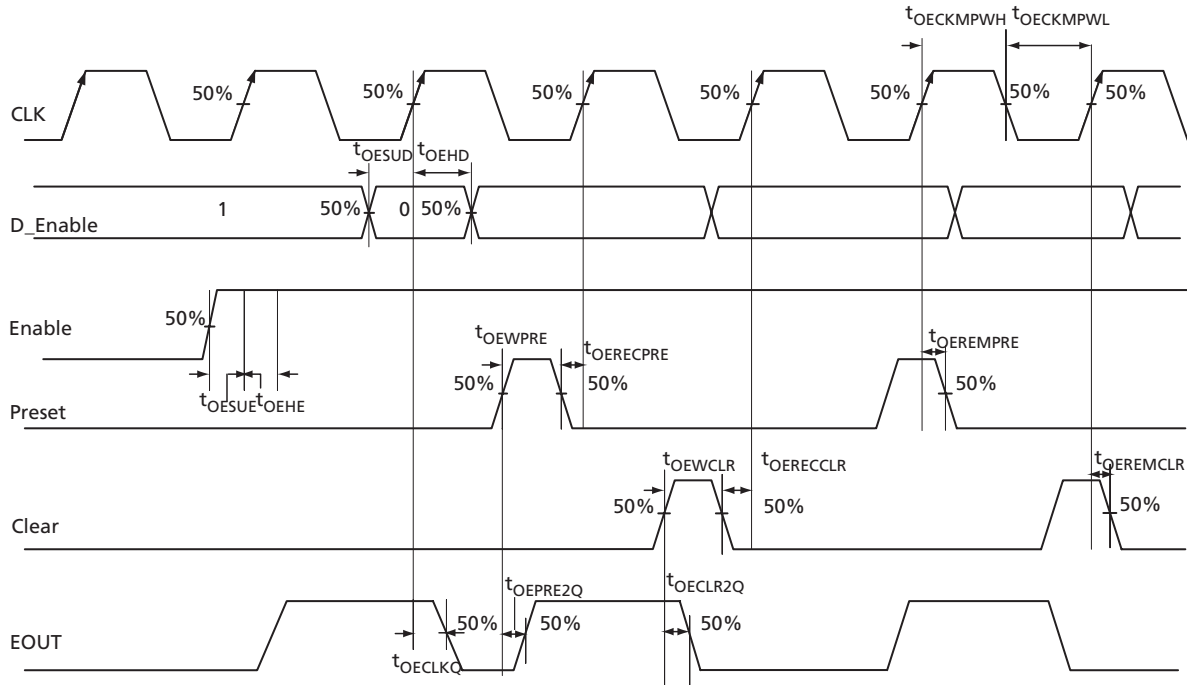 tOECKMPWH tOECKMPWL
CLK
50% 50% 50% 50% 50% 50% 50%
tOESUD tOEHD
D_Enable
1 50% 0 50%
Enable
50%
tOESUE tOEHE
Preset
tOEWPRE tOERECPRE tOEREMPRE
50% 50% 50%
Clear
tOEWCLR tOERECCLR tOEREMCLR
50% 50% 50%
EOUT
tOECLKQ
50%
tOEPRE2Q
50%
tOECLR2Q
50%